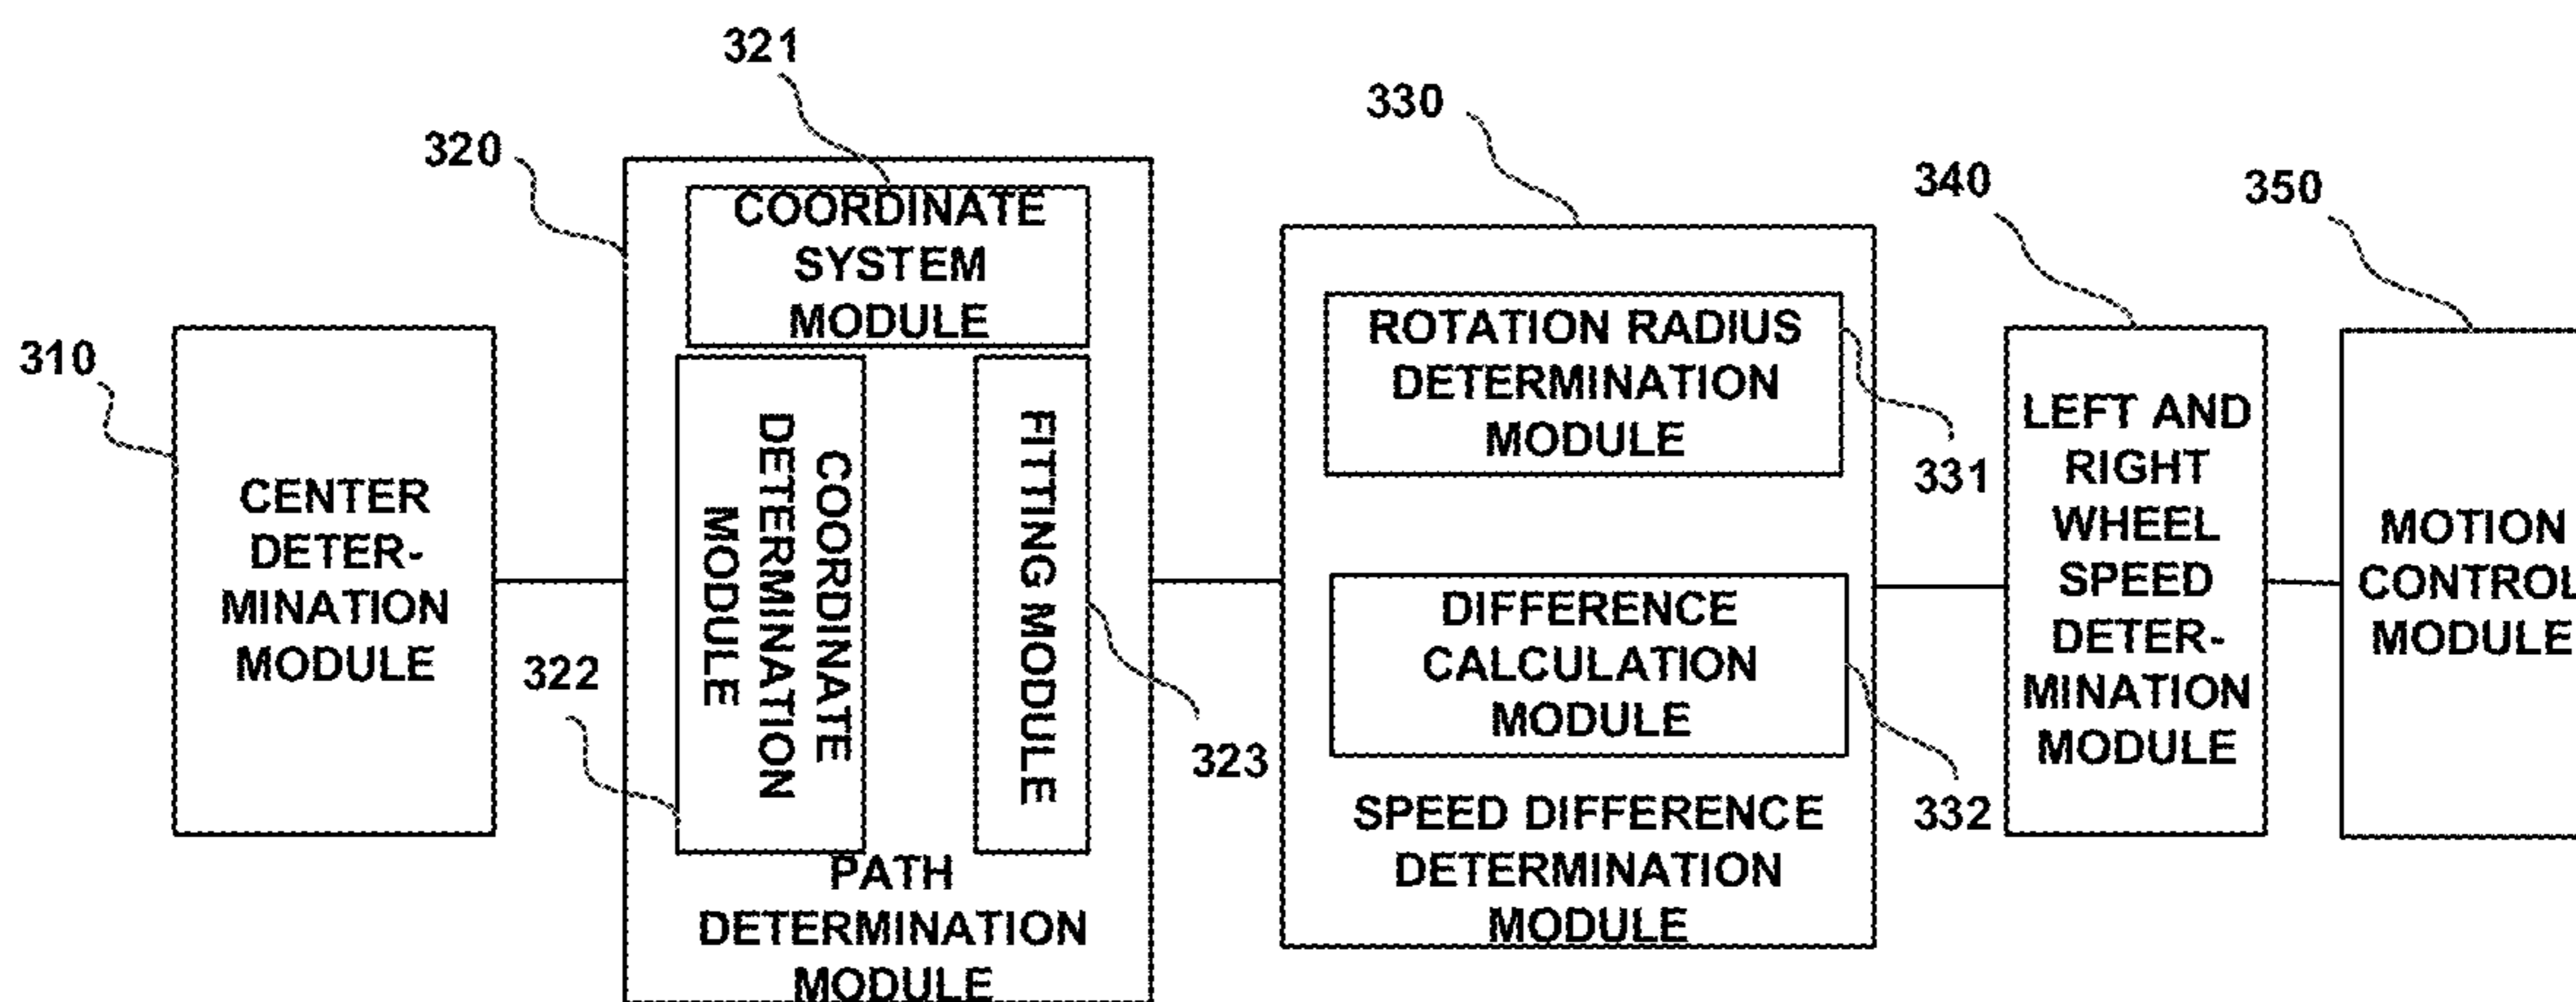 321
330
320
340
350
310
COORDINATE
SYSTEM
MODULE
COORDINATE
DETERMINATION
MODULE
322
FITTING MODULE
323
PATH
DETERMINATION
MODULE
CENTER
DETER-
MINATION
MODULE
ROTATION RADIUS
DETERMINATION
MODULE
331
DIFFERENCE
CALCULATION
MODULE
332
SPEED DIFFERENCE
DETERMINATION
MODULE
LEFT AND
RIGHT
WHEEL
SPEED
DETER-
MINATION
MODULE
MOTION
CONTROL
MODULE